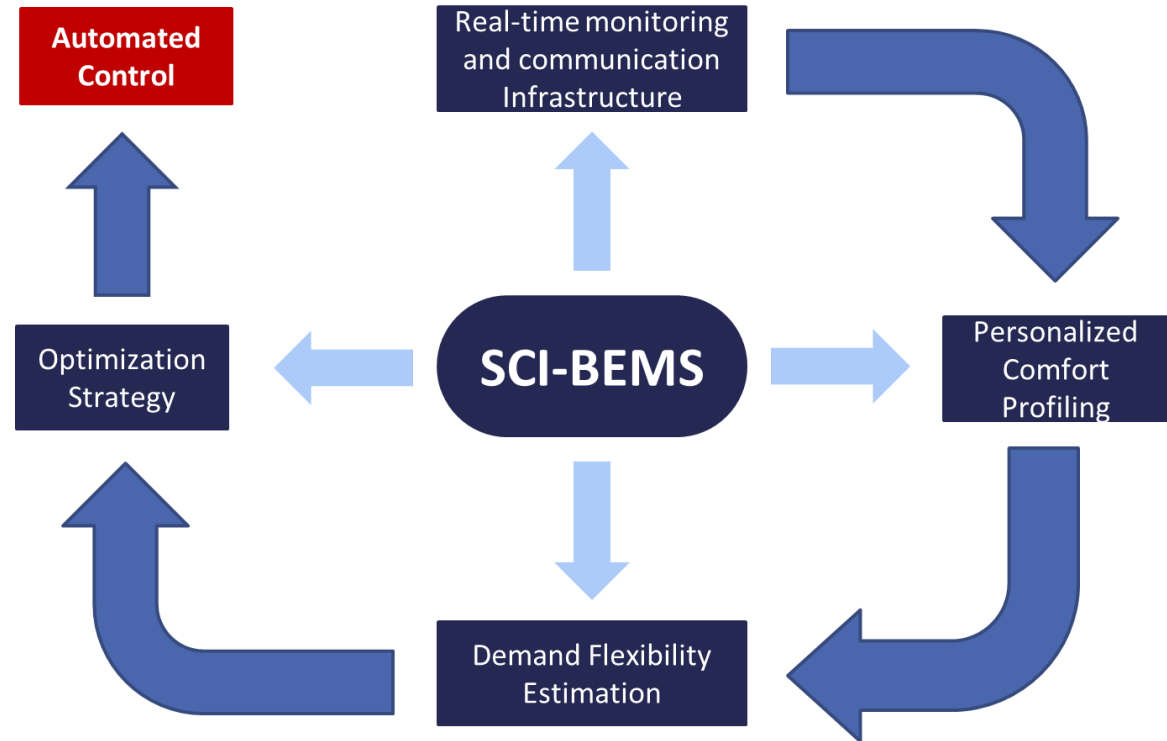 Automated
Control
Real-time monitoring
and communication
Infrastructure
Optimization
Strategy
SCI-BEMS
Personalized
Comfort
Profiling
Demand Flexibility
Estimation